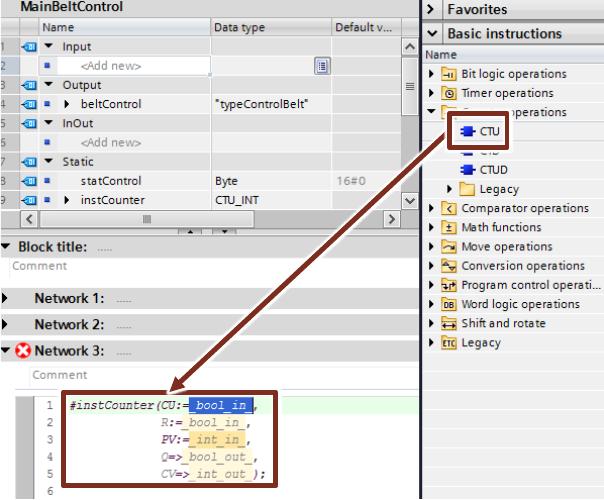 MainBeltControl
Name Data type Default v...
1 Input
2 <Add new>
3 Output
4 beltControl "typeControlBelt"
5 InOut
6 <Add new>
7 Static
8 statControl Byte 16#0
9 instCounter CTU_INT
Block title: .....
Comment
Network 1: .....
Network 2: .....
Network 3: .....
Comment
1 #instCounter(CU:=_bool_in_,
2 R:=_bool_in_,
3 PV:=_int_in_,
4 Q=>_bool_out_,
5 CV=>_int_out_);
6
Favorites
Basic instructions
Name
Bit logic operations
Timer operations
operations
CTU
CTUD
Legacy
Comparator operations
Math functions
Move operations
Conversion operations
Program control operati...
Word logic operations
Shift and rotate
Legacy